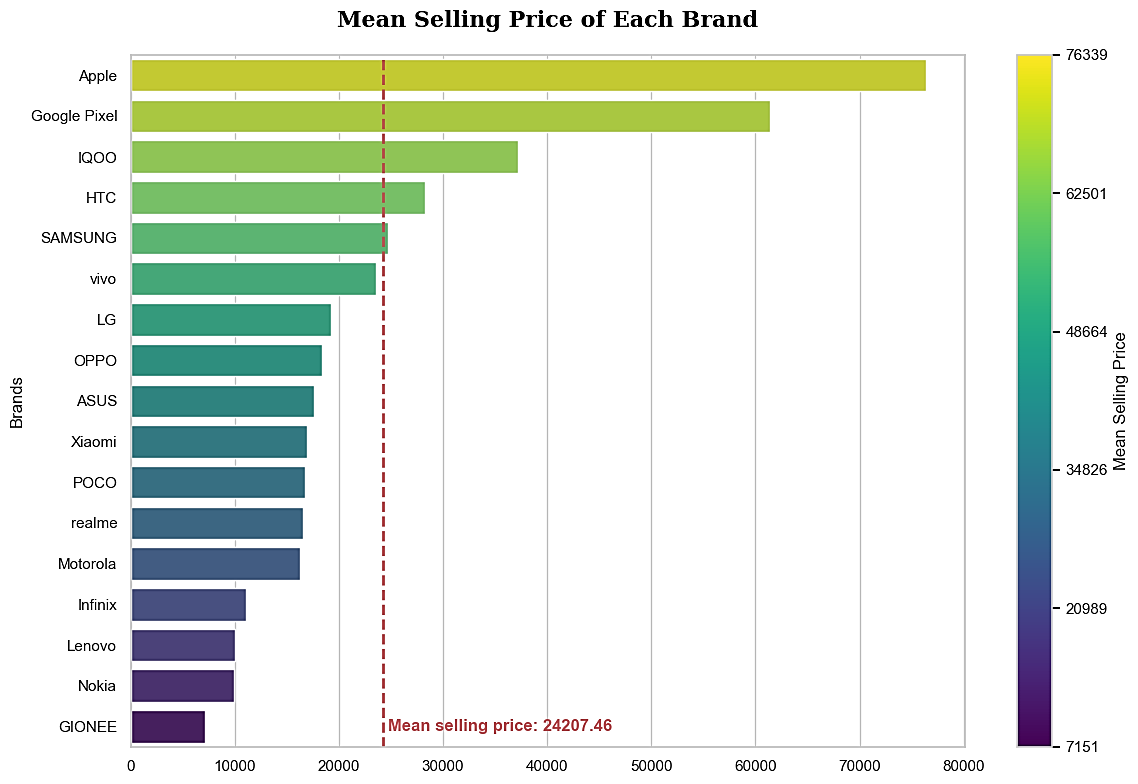 Mean Selling Price of Each Brand
Brands
Apple
Google Pixel
IQOO
HTC
SAMSUNG
vivo
LG
OPPO
ASUS
Xiaomi
POCO
realme
Motorola
Infinix
Lenovo
Nokia
GIONEE
Mean selling price: 24207.46
0 10000 20000 30000 40000 50000 60000 70000 80000
76339
62501
48664
34826
20989
7151
Mean Selling Price